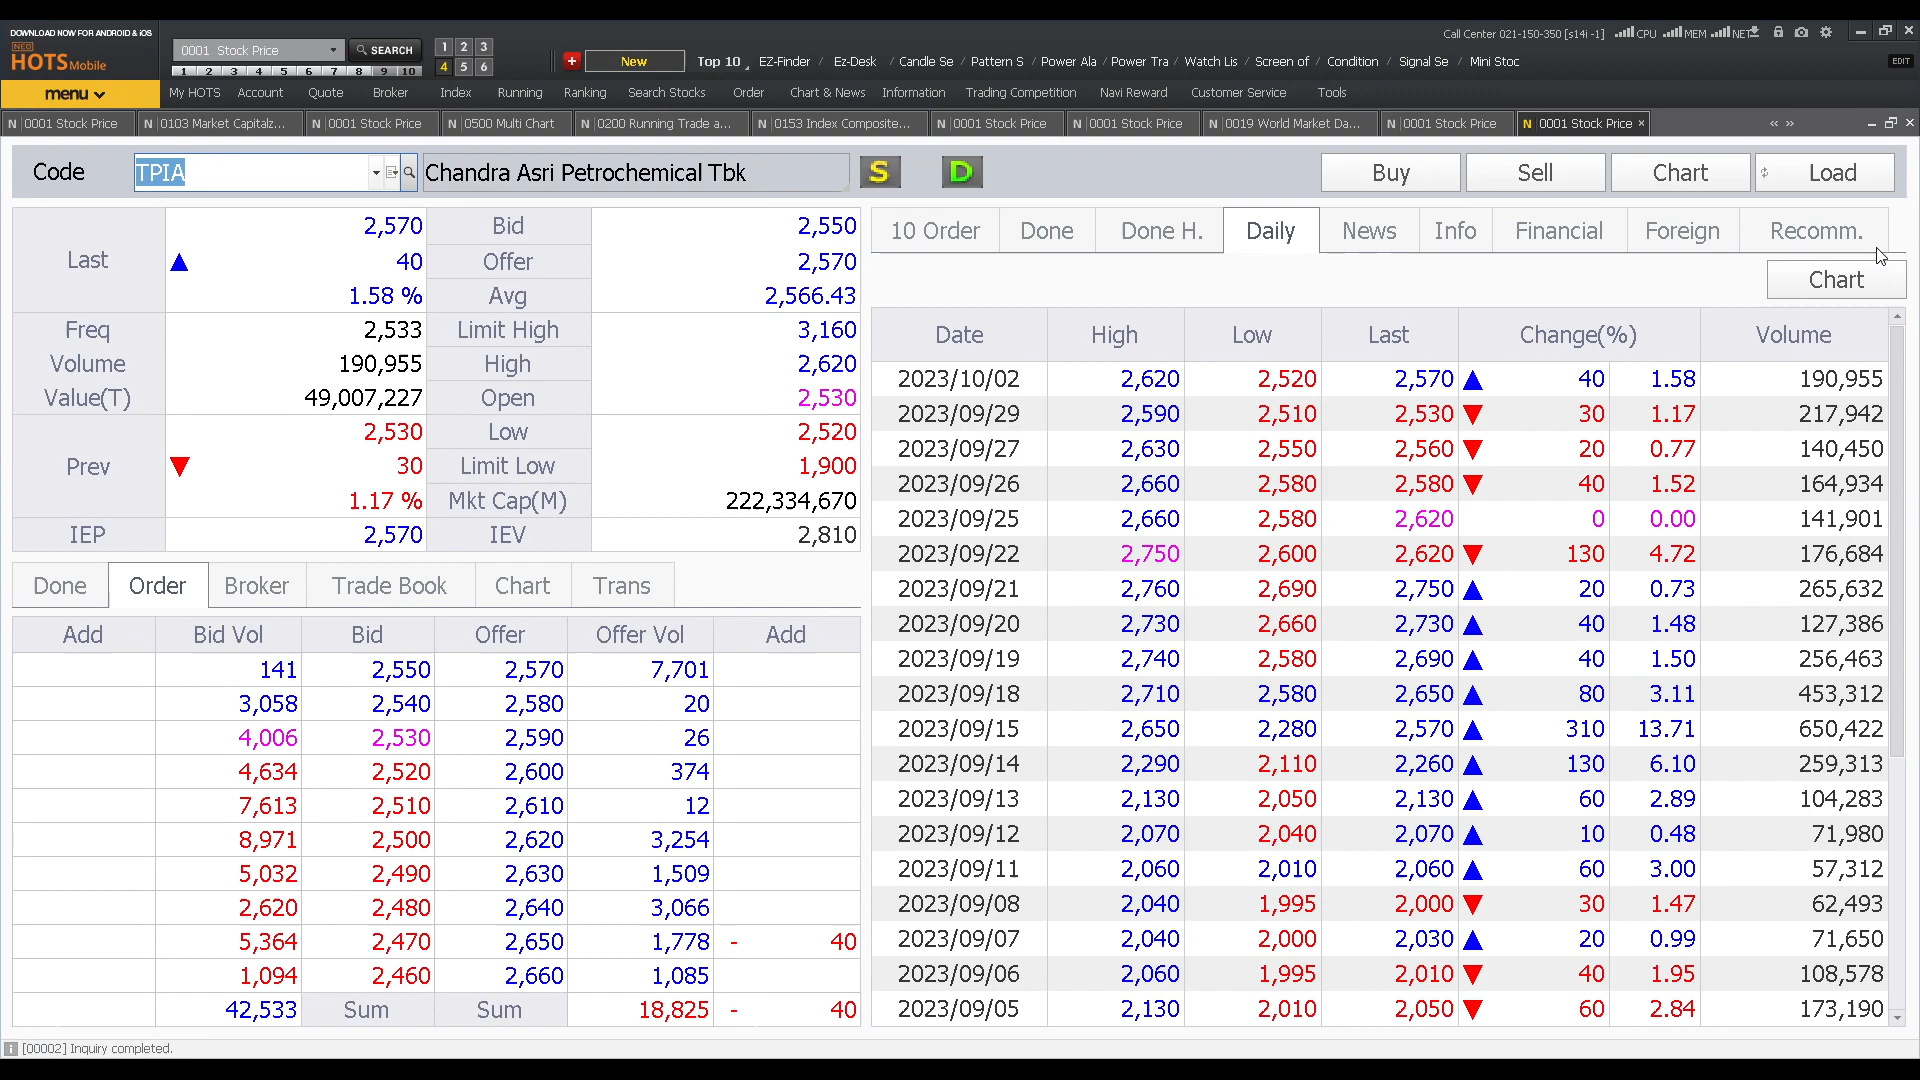 DOWNLOAD NOW FOR ANDROID & iOS
NEO
HOTS Mobile
0001 Stock Price
SEARCH
1 2 3
4 5 6
1 2 3 4 5 6 7 8 9 10
Call Center 021-150-350 [s14i -1] CPU MEM NET
New
Top 10 / EZ-Finder / Ez-Desk / Candle Se / Pattern S / Power Ala / Power Tra / Watch Lis / Screen of / Condition / Signal Se / Mini Stoc
EDIT
menu My HOTS Account Quote Broker Index Running Ranking Search Stocks Order Chart & News Information Trading Competition Navi Reward Customer Service Tools
N 0001 Stock Price N 0103 Market Capitalz... N 0001 Stock Price N 0500 Multi Chart N 0200 Running Trade a... N 0153 Index Composite... N 0001 Stock Price N 0001 Stock Price N 0019 World Market Da... N 0001 Stock Price N 0001 Stock Price × « »
Code TPIA Chandra Asri Petrochemical Tbk S D Buy Sell Chart Load
Last 2,570 Bid 2,550
▲ 40 Offer 2,570
1.58 % Avg 2,566.43
Freq 2,533 Limit High 3,160
Volume 190,955 High 2,620
Value(T) 49,007,227 Open 2,530
Prev 2,530 Low 2,520
▼ 30 Limit Low 1,900
1.17 % Mkt Cap(M) 222,334,670
IEP 2,570 IEV 2,810
Done Order Broker Trade Book Chart Trans
Add Bid Vol Bid Offer Offer Vol Add
141 2,550 2,570 7,701
3,058 2,540 2,580 20
4,006 2,530 2,590 26
4,634 2,520 2,600 374
7,613 2,510 2,610 12
8,971 2,500 2,620 3,254
5,032 2,490 2,630 1,509
2,620 2,480 2,640 3,066
5,364 2,470 2,650 1,778 - 40
1,094 2,460 2,660 1,085
42,533 Sum Sum 18,825 - 40
10 Order Done Done H. Daily News Info Financial Foreign Recomm.
Chart
Date High Low Last Change(%) Volume
2023/10/02 2,620 2,520 2,570 ▲ 40 1.58 190,955
2023/09/29 2,590 2,510 2,530 ▼ 30 1.17 217,942
2023/09/27 2,630 2,550 2,560 ▼ 20 0.77 140,450
2023/09/26 2,660 2,580 2,580 ▼ 40 1.52 164,934
2023/09/25 2,660 2,580 2,620 0 0.00 141,901
2023/09/22 2,750 2,600 2,620 ▼ 130 4.72 176,684
2023/09/21 2,760 2,690 2,750 ▲ 20 0.73 265,632
2023/09/20 2,730 2,660 2,730 ▲ 40 1.48 127,386
2023/09/19 2,740 2,580 2,690 ▲ 40 1.50 256,463
2023/09/18 2,710 2,580 2,650 ▲ 80 3.11 453,312
2023/09/15 2,650 2,280 2,570 ▲ 310 13.71 650,422
2023/09/14 2,290 2,110 2,260 ▲ 130 6.10 259,313
2023/09/13 2,130 2,050 2,130 ▲ 60 2.89 104,283
2023/09/12 2,070 2,040 2,070 ▲ 10 0.48 71,980
2023/09/11 2,060 2,010 2,060 ▲ 60 3.00 57,312
2023/09/08 2,040 1,995 2,000 ▼ 30 1.47 62,493
2023/09/07 2,040 2,000 2,030 ▲ 20 0.99 71,650
2023/09/06 2,060 1,995 2,010 ▼ 40 1.95 108,578
2023/09/05 2,130 2,010 2,050 ▼ 60 2.84 173,190
[00002] Inquiry completed.